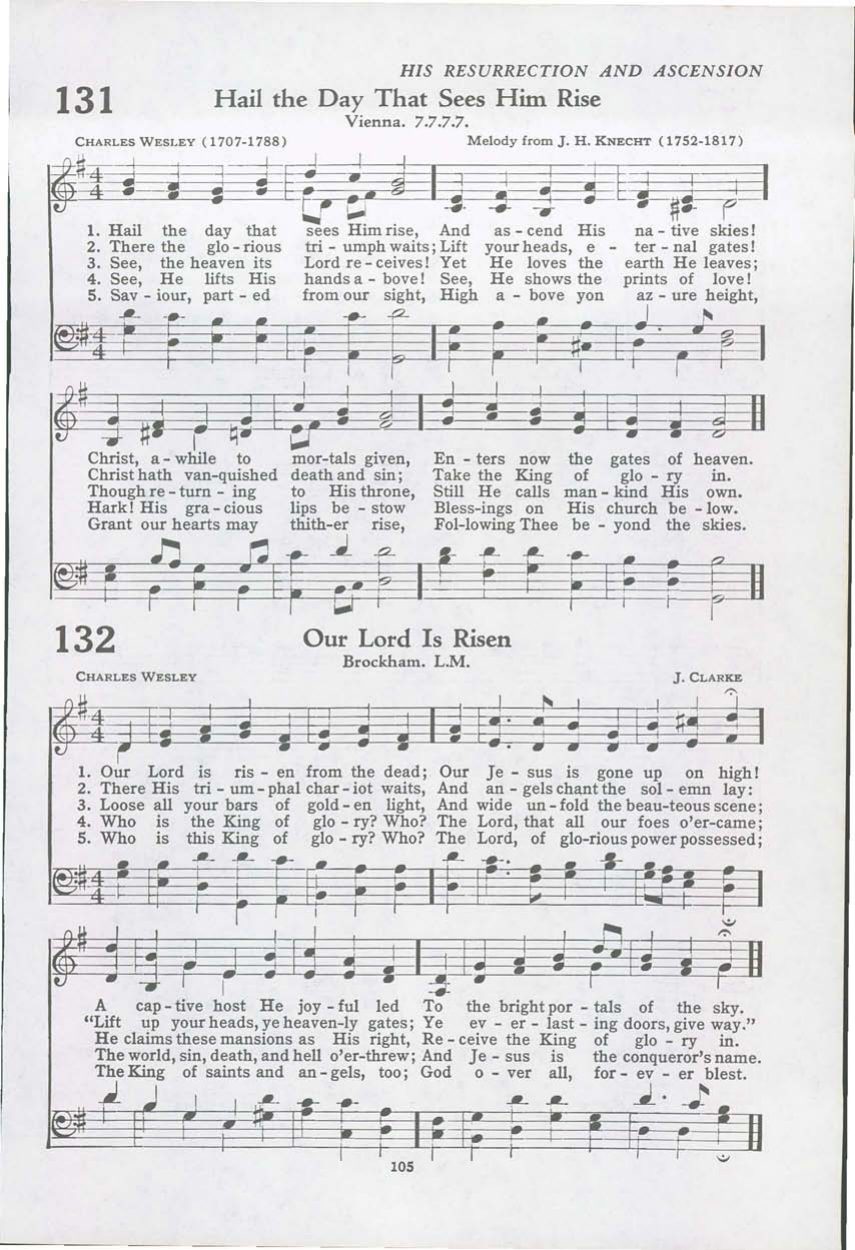 HIS RESURRECTION AND ASCENSION
131 Hail the Day That Sees Him Rise
Vienna. 7.7.7.7.
CHARLES WESLEY (1707-1788) Melody from J. H. KNECHT (1752-1817)
1. Hail the day that sees Him rise, And as - cend His na - tive skies!
2. There the glo - rious tri - umph waits; Lift your heads, e - ter - nal gates!
3. See, the heaven its Lord re - ceives! Yet He loves the earth He leaves;
4. See, He lifts His hands a - bove! See, He shows the prints of love!
5. Sav - iour, part - ed from our sight, High a - bove yon az - ure height,
Christ, a - while to mor - tals given, En - ters now the gates of heaven.
Christ hath van - quished death and sin; Take the King of glo - ry in.
Though re - turn - ing to His throne, Still He calls man - kind His own.
Hark! His gra - cious lips be - stow Bless - ings on His church be - low.
Grant our hearts may thith - er rise, Fol - lowing Thee be - yond the skies.
132 Our Lord Is Risen
Brockham. L.M.
CHARLES WESLEY J. CLARKE
1. Our Lord is ris - en from the dead; Our Je - sus is gone up on high!
2. There His tri - um - phal char - iot waits, And an - gels chant the sol - emn lay:
3. Loose all your bars of gold - en light, And wide un - fold the beau - teous scene;
4. Who is the King of glo - ry? Who? The Lord, that all our foes o'er - came;
5. Who is this King of glo - ry? Who? The Lord, of glo - rious power possessed;
A cap - tive host He joy - ful led To the bright por - tals of the sky.
“Lift up your heads, ye heaven - ly gates; Ye ev - er - last - ing doors, give way.”
He claims these mansions as His right, Re - ceive the King of glo - ry in.
The world, sin, death, and hell o'er - threw; And Je - sus is the conqueror's name.
The King of saints and an - gels, too; God o - ver all, for - ev - er blest.
105